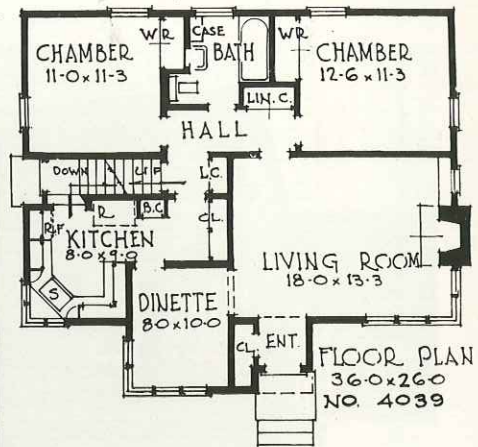 CHAMBER
11-0 x 11-3
WR
CASE
BATH
WR
CHAMBER
12-6 x 11-3
LIN. C.
HALL
DOWN
UP
L.C.
R
B.C.
CL.
R.F
KITCHEN
8-0 x 9-0
S
LIVING ROOM
18-0 x 13-3
DINETTE
8-0 x 10-0
CL.
ENT.
FLOOR PLAN
36-0 x 26-0
NO. 4039